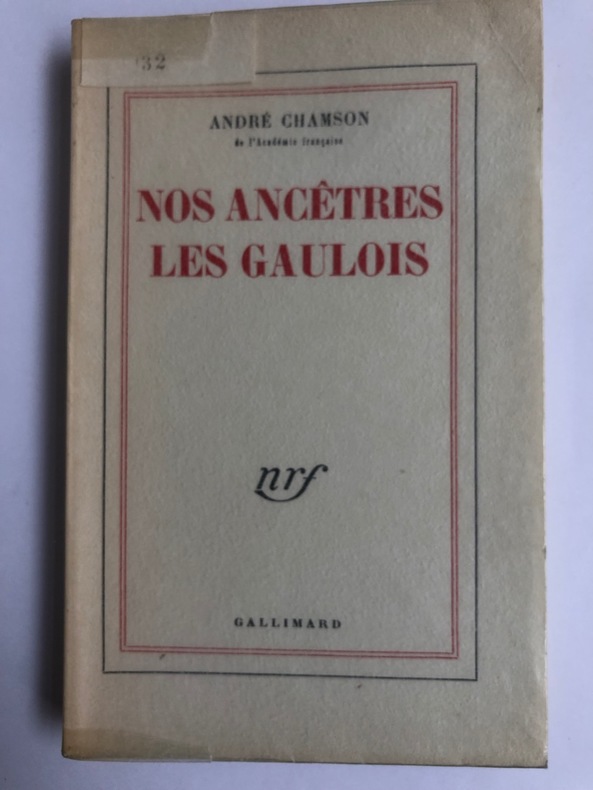 32
ANDRÉ CHAMSON
de l'Académie française
NOS ANCÊTRES
LES GAULOIS
nrf
GALLIMARD